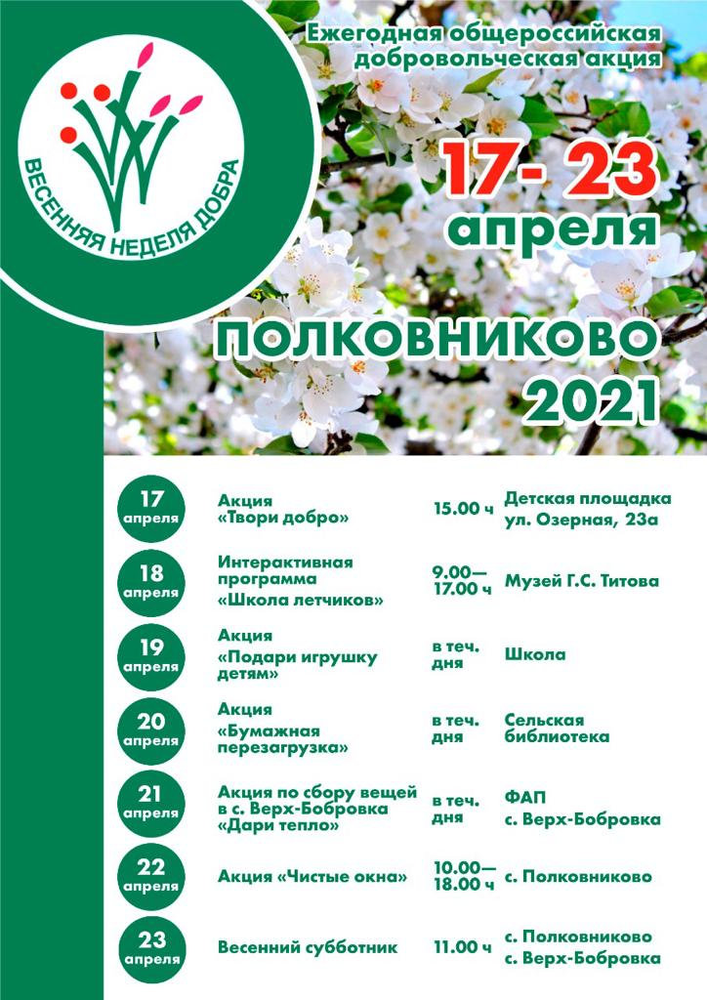 ВЕСЕННЯЯ НЕДЕЛЯ ДОБРА
Ежегодная общероссийская
добровольческая акция
17- 23
апреля
ПОЛКОВНИКОВО
2021
17
апреля
Акция
«Твори добро»
15.00 ч
Детская площадка
ул. Озерная, 23а
18
апреля
Интерактивная
программа
«Школа летчиков»
9.00—
17.00 ч
Музей Г.С. Титова
19
апреля
Акция
«Подари игрушку
детям»
в теч.
дня
Школа
20
апреля
Акция
«Бумажная
перезагрузка»
в теч.
дня
Сельская
библиотека
21
апреля
Акция по сбору вещей
в с. Верх-Бобровка
«Дари тепло»
в теч.
дня
ФАП
с. Верх-Бобровка
22
апреля
Акция «Чистые окна»
10.00—
18.00 ч
с. Полковниково
23
апреля
Весенний субботник
11.00 ч
с. Полковниково
с. Верх-Бобровка